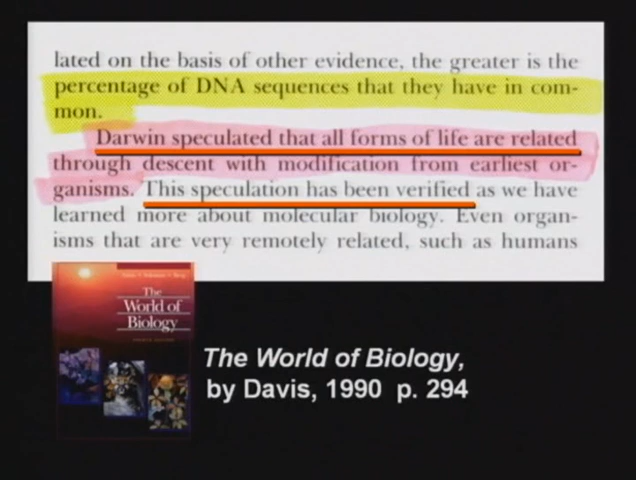 lated on the basis of other evidence, the greater is the
percentage of DNA sequences that they have in com-
mon.
Darwin speculated that all forms of life are related
through descent with modification from earliest or-
ganisms. This speculation has been verified as we have
learned more about molecular biology. Even organ-
isms that are very remotely related, such as humans
The
World of
Biology
The World of Biology,
by Davis, 1990 p. 294